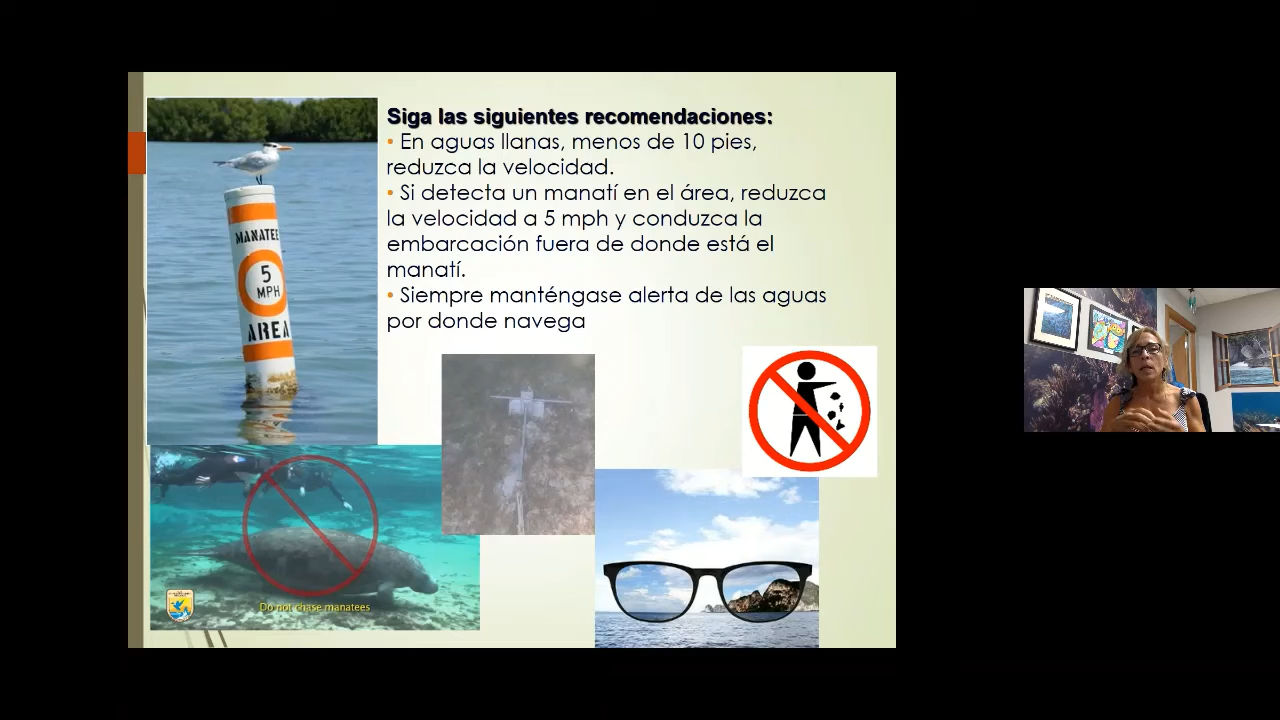 Siga las siguientes recomendaciones:
• En aguas llanas, menos de 10 pies,
reduzca la velocidad.
• Si detecta un manatí en el área, reduzca
la velocidad a 5 mph y conduzca la
embarcación fuera de donde está el
manatí.
• Siempre manténgase alerta de las aguas
por donde navega
MANATEE
5
MPH
AREA
Do not chase manatees